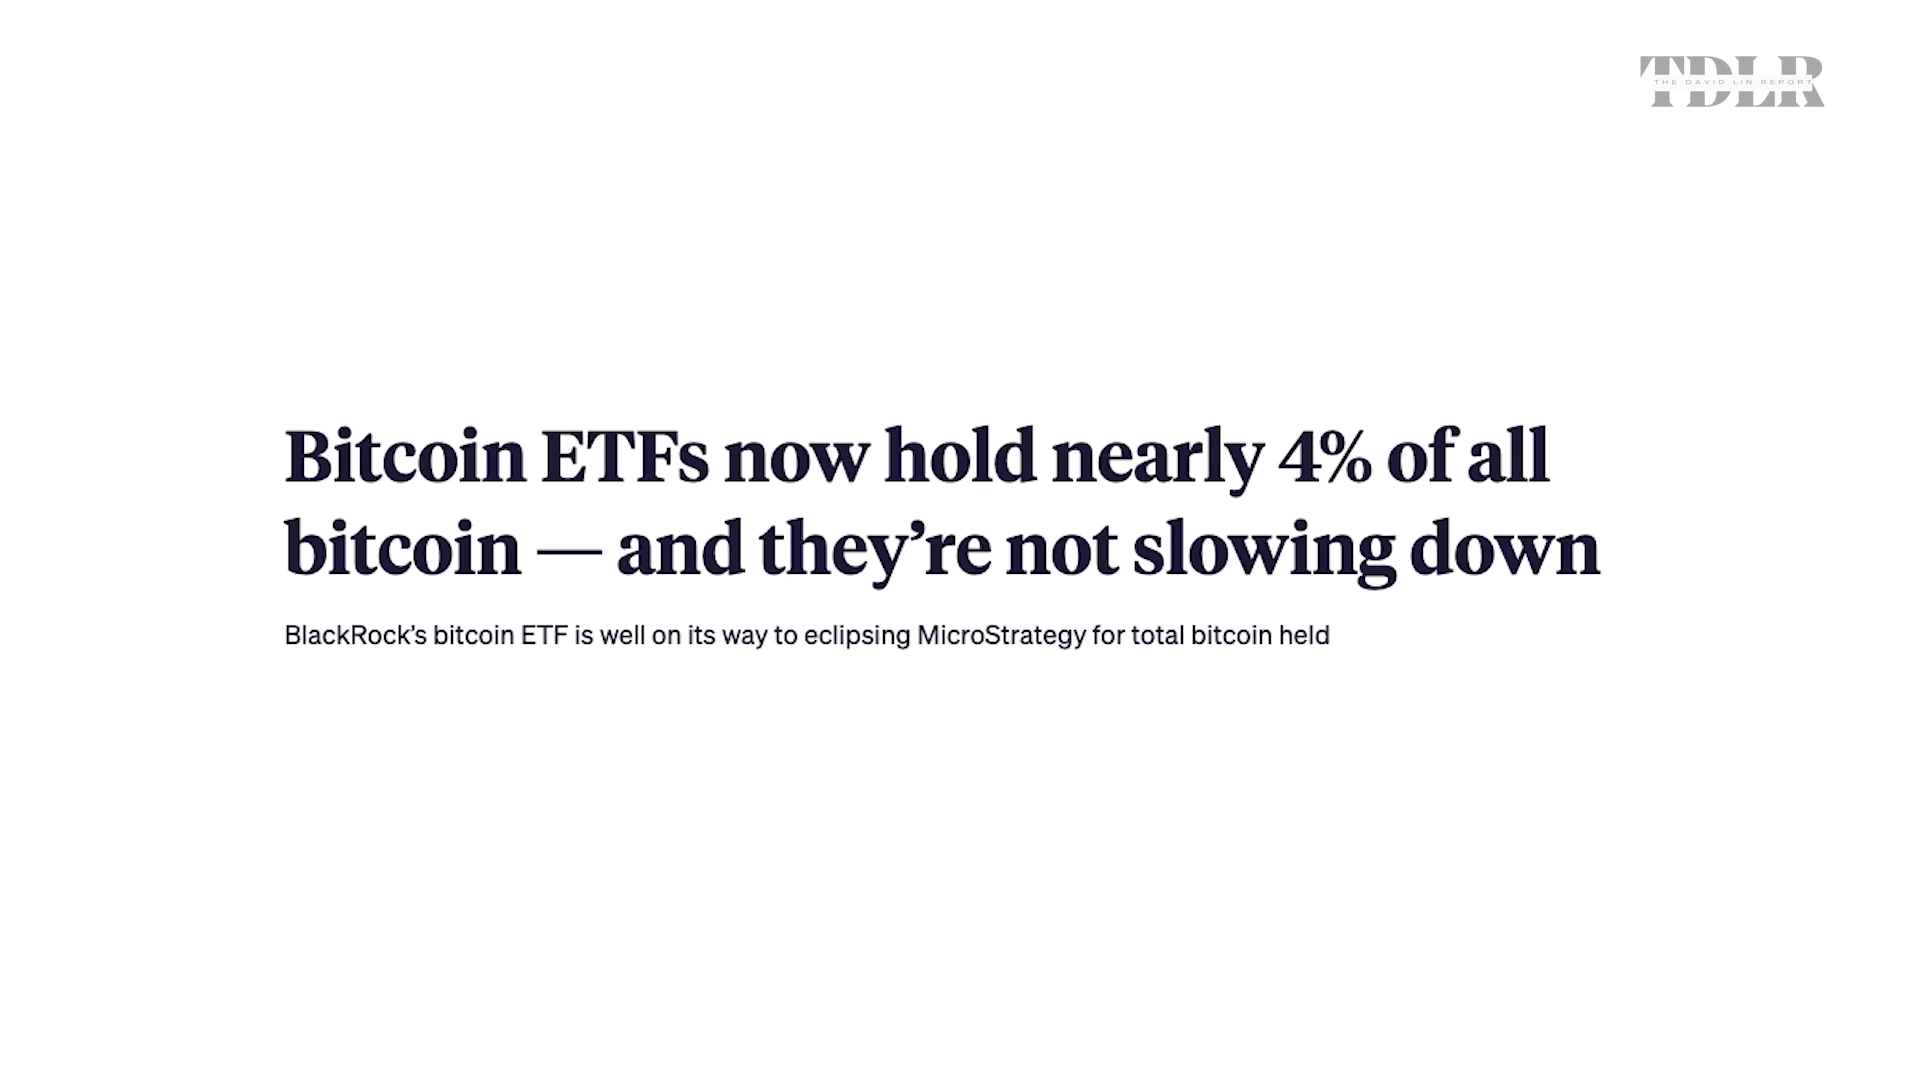 TDLR
THE DAVID LIN REPORT
Bitcoin ETFs now hold nearly 4% of all
bitcoin — and they’re not slowing down
BlackRock’s bitcoin ETF is well on its way to eclipsing MicroStrategy for total bitcoin held